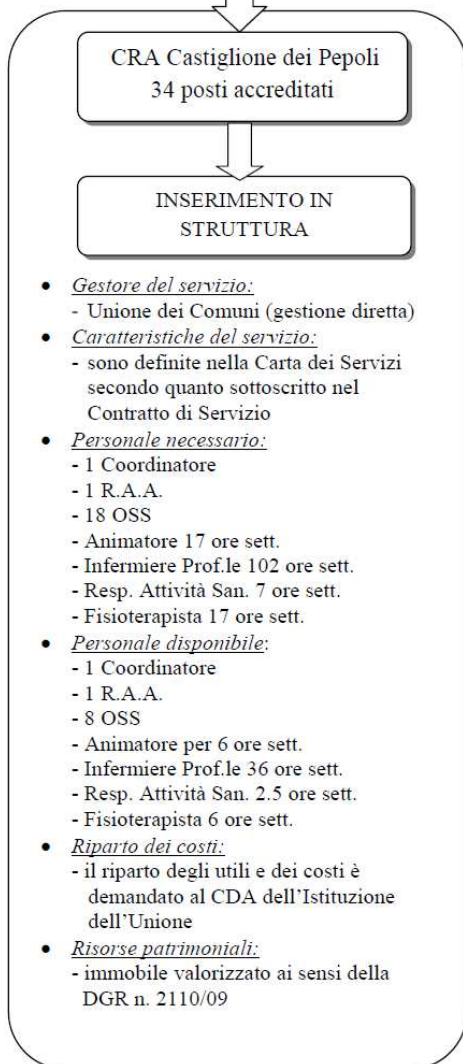 CRA Castiglione dei Pepoli
34 posti accreditati
INSERIMENTO IN
STRUTTURA
• Gestore del servizio:
- Unione dei Comuni (gestione diretta)
• Caratteristiche del servizio:
- sono definite nella Carta dei Servizi
secondo quanto sottoscritto nel
Contratto di Servizio
• Personale necessario:
- 1 Coordinatore
- 1 R.A.A.
- 18 OSS
- Animatore 17 ore sett.
- Infermiere Prof.le 102 ore sett.
- Resp. Attività San. 7 ore sett.
- Fisioterapista 17 ore sett.
• Personale disponibile:
- 1 Coordinatore
- 1 R.A.A.
- 8 OSS
- Animatore per 6 ore sett.
- Infermiere Prof.le 36 ore sett.
- Resp. Attività San. 2.5 ore sett.
- Fisioterapista 6 ore sett.
• Riparto dei costi:
- il riparto degli utili e dei costi è
demandato al CDA dell'Istituzione
dell'Unione
• Risorse patrimoniali:
- immobile valorizzato ai sensi della
DGR n. 2110/09